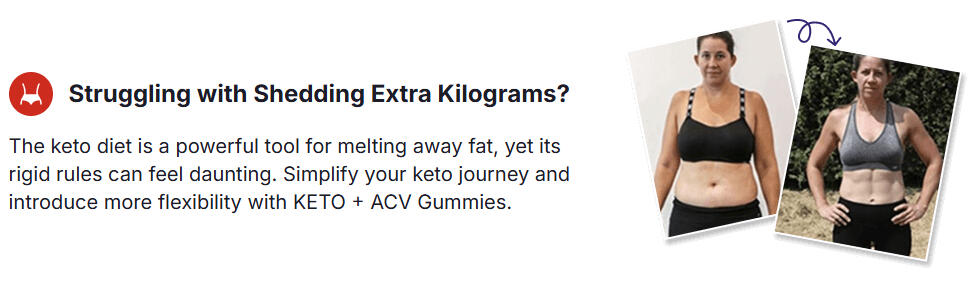 Struggling with Shedding Extra Kilograms?
The keto diet is a powerful tool for melting away fat, yet its
rigid rules can feel daunting. Simplify your keto journey and
introduce more flexibility with KETO + ACV Gummies.